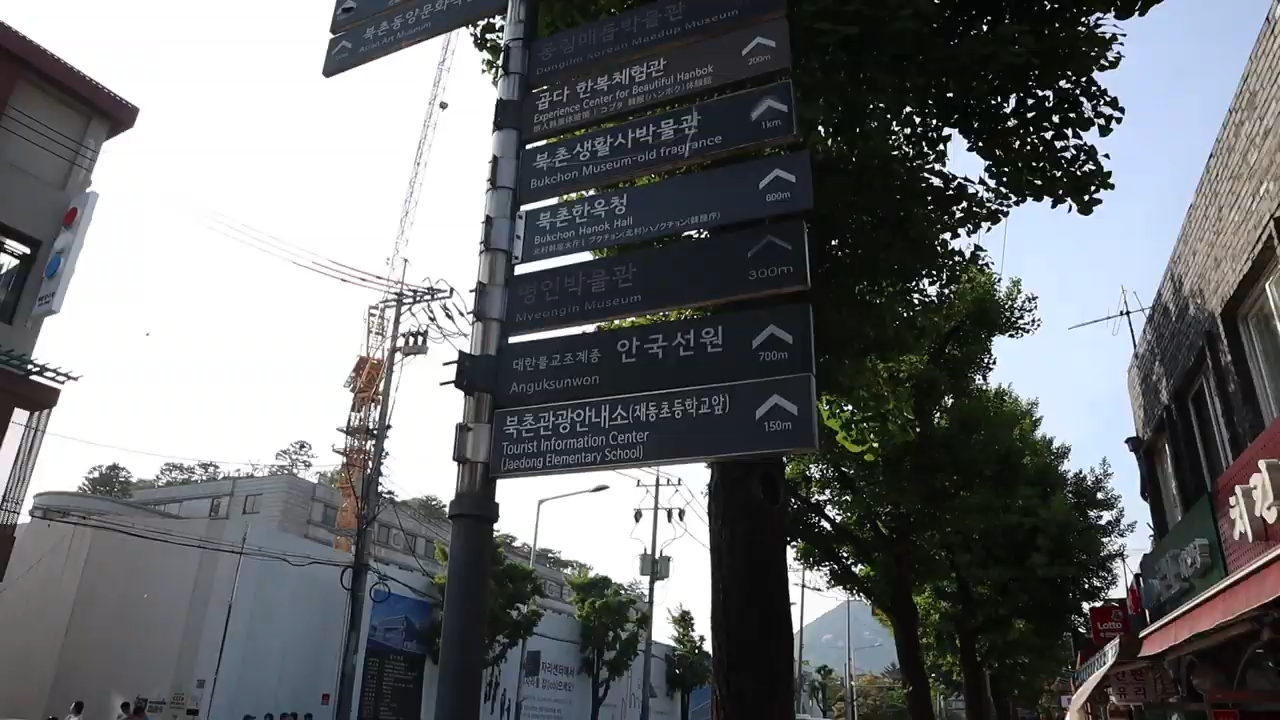 북촌동양문화박
Asian Art Museum
동림매듭박물관
Donglim Korean Maedup Museum
곱다 한복체험관
200m
Experience Center for Beautiful Hanbok
북촌생활사박물관
1km
Bukchon Museum-old fragrance
북촌한옥청
600m
Bukchon Hanok Hall
명인박물관
300m
Myeongin Museum
대한불교조계종 안국선원
700m
Anguksunwon
북촌관광안내소(재동초등학교앞)
150m
Tourist Information Center
(Jaedong Elementary School)
Lotto